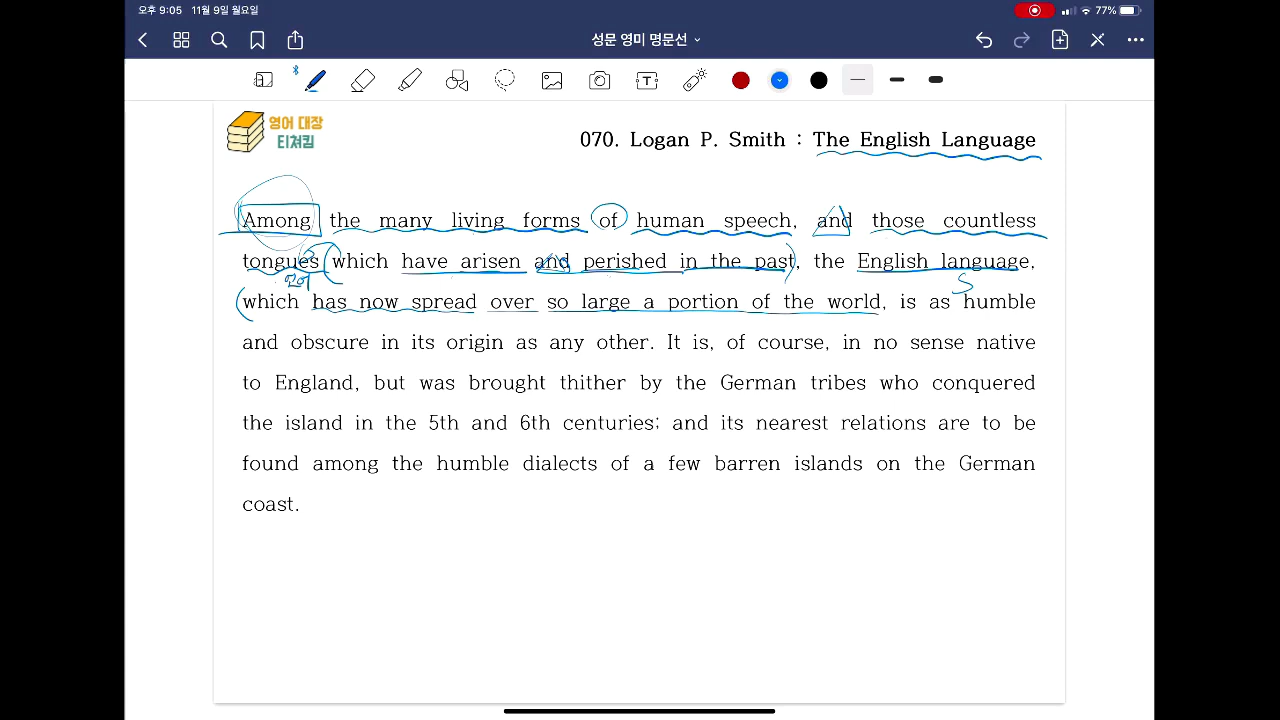 오후 9:05 11월 9일 월요일
77%
성문 영미 명문선
영어 대장
티쳐킴
070. Logan P. Smith : The English Language
Among the many living forms of human speech, and those countless
tongues which have arisen and perished in the past, the English language,
언어
S
which has now spread over so large a portion of the world, is as humble
and obscure in its origin as any other. It is, of course, in no sense native
to England, but was brought thither by the German tribes who conquered
the island in the 5th and 6th centuries; and its nearest relations are to be
found among the humble dialects of a few barren islands on the German
coast.